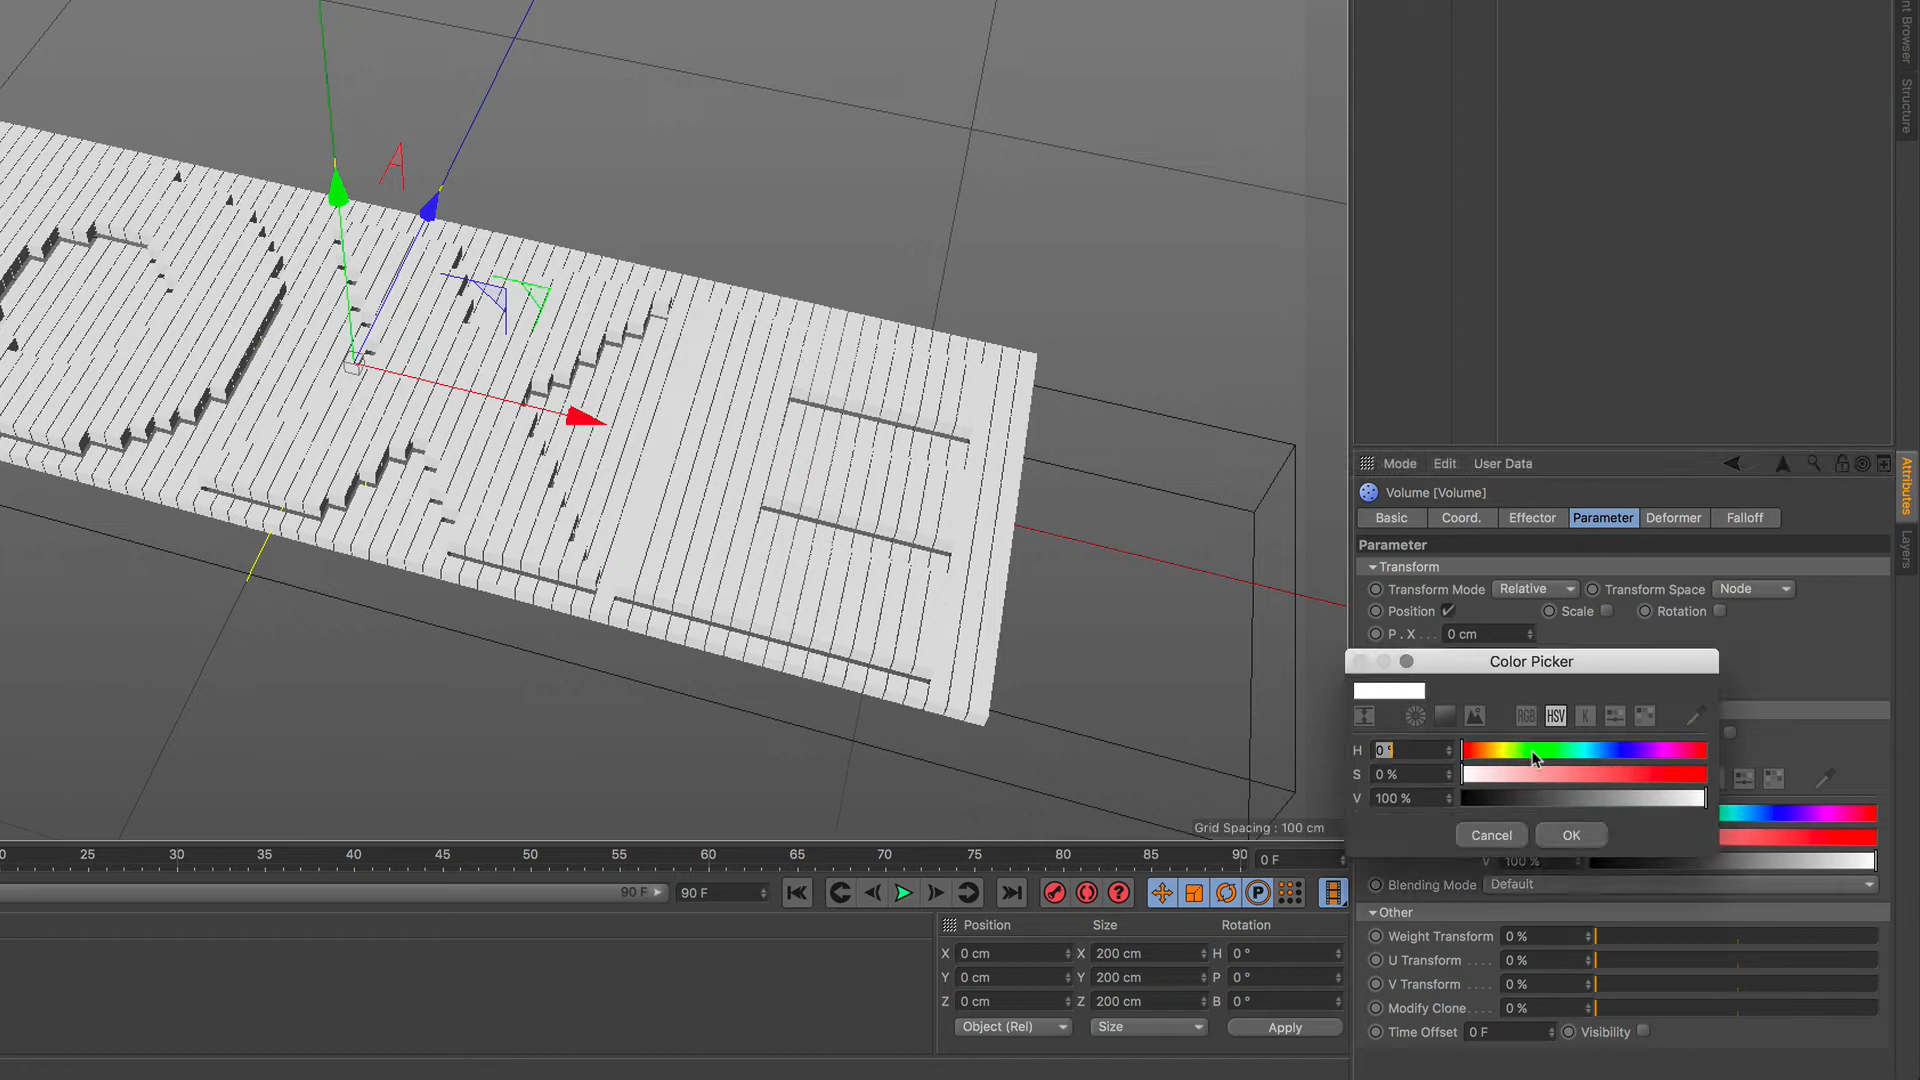 nt Browser
Structure
Mode Edit User Data
Attributes
Layers
Volume [Volume]
Basic Coord. Effector Parameter Deformer Falloff
Parameter
Transform
Transform Mode Relative Transform Space Node
Position Scale Rotation
P . X . . . 0 cm
Color Picker
RGB HSV K
H 0 °
S 0 %
V 100 %
Cancel OK
V 100 %
Blending Mode Default
Other
Weight Transform 0 %
U Transform . . . . 0 %
V Transform . . . . 0 %
Modify Clone. . . . 0 %
Time Offset 0 F Visibility
Grid Spacing : 100 cm
0 25 30 35 40 45 50 55 60 65 70 75 80 85 90 0 F
90 F 90 F
P
Position Size Rotation
X 0 cm X 200 cm H 0 °
Y 0 cm Y 200 cm P 0 °
Z 0 cm Z 200 cm B 0 °
Object (Rel) Size Apply